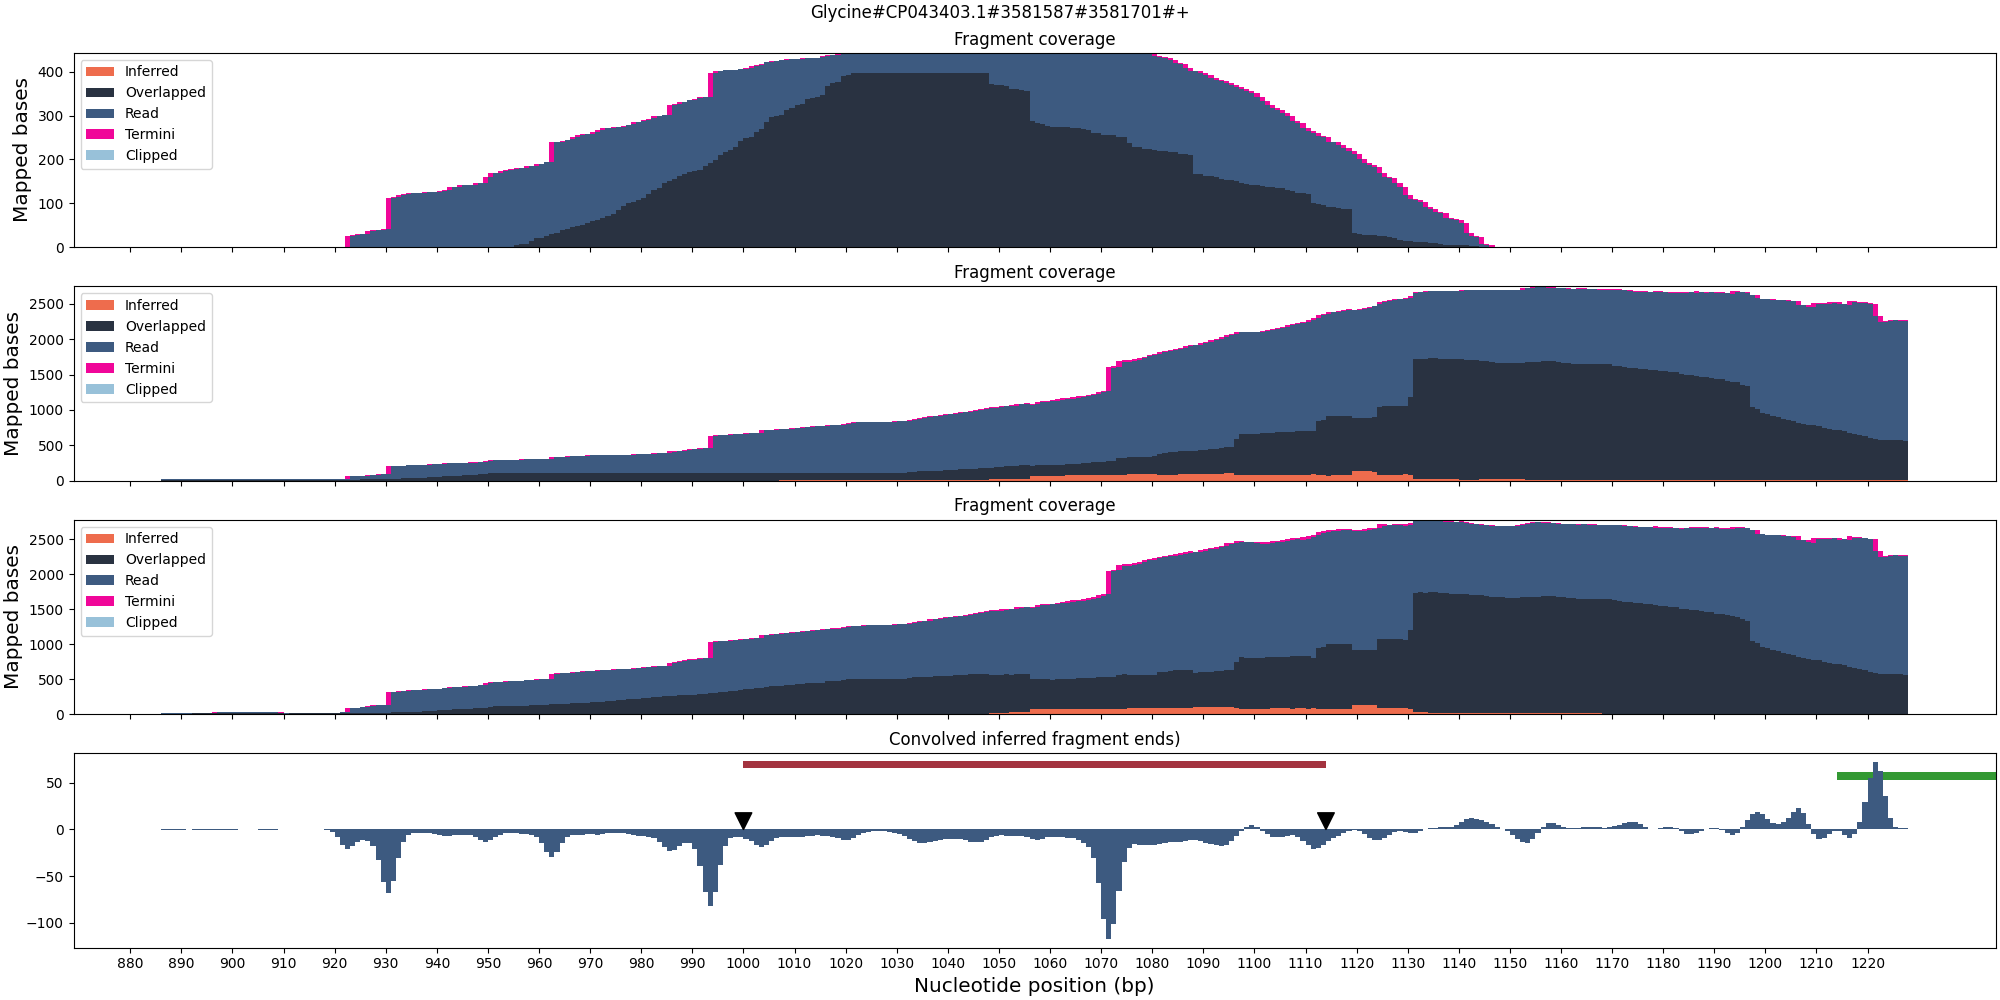 Glycine#CP043403.1#3581587#3581701#+
Fragment coverage
Mapped bases
400
300
200
100
0
Inferred
Overlapped
Read
Termini
Clipped
Fragment coverage
Mapped bases
2500
2000
1500
1000
500
0
Inferred
Overlapped
Read
Termini
Clipped
Fragment coverage
Mapped bases
2500
2000
1500
1000
500
0
Inferred
Overlapped
Read
Termini
Clipped
Convolved inferred fragment ends)
50
0
−50
−100
880 890 900 910 920 930 940 950 960 970 980 990 1000 1010 1020 1030 1040 1050 1060 1070 1080 1090 1100 1110 1120 1130 1140 1150 1160 1170 1180 1190 1200 1210 1220
Nucleotide position (bp)